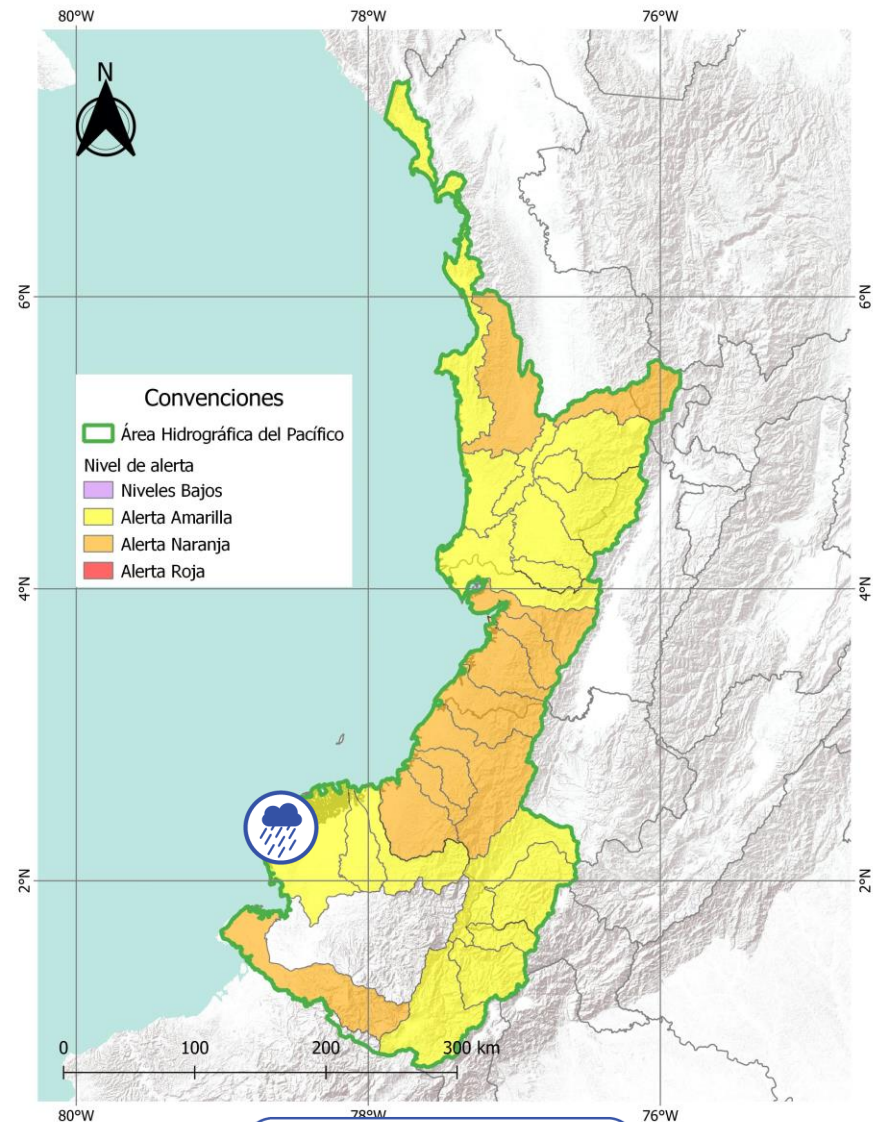 80°W 78°W 76°W
N
6°N 6°N
Convenciones
Área Hidrográfica del Pacífico
Nivel de alerta
Niveles Bajos
Alerta Amarilla
Alerta Naranja
Alerta Roja
4°N 4°N
2°N 2°N
0 100 200 300 km
80°W 78°W 76°W